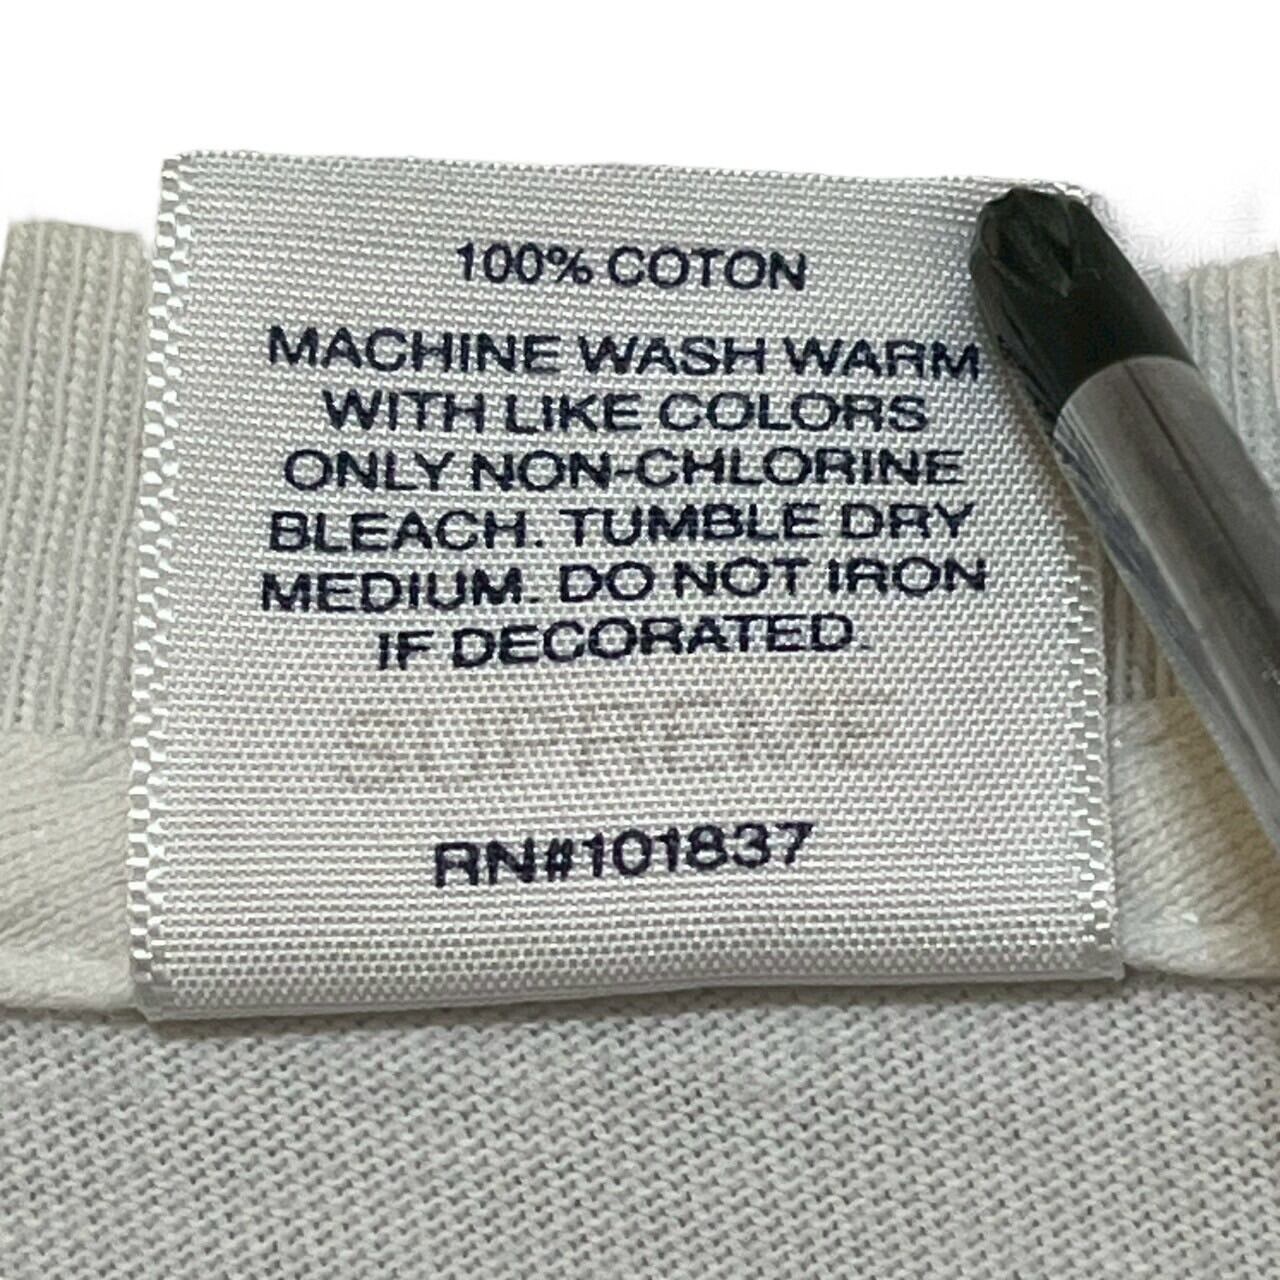 100% COTON
MACHINE WASH WARM
WITH LIKE COLORS
ONLY NON-CHLORINE
BLEACH. TUMBLE DRY
MEDIUM. DO NOT IRON
IF DECORATED.
SUPREME
RN#101837